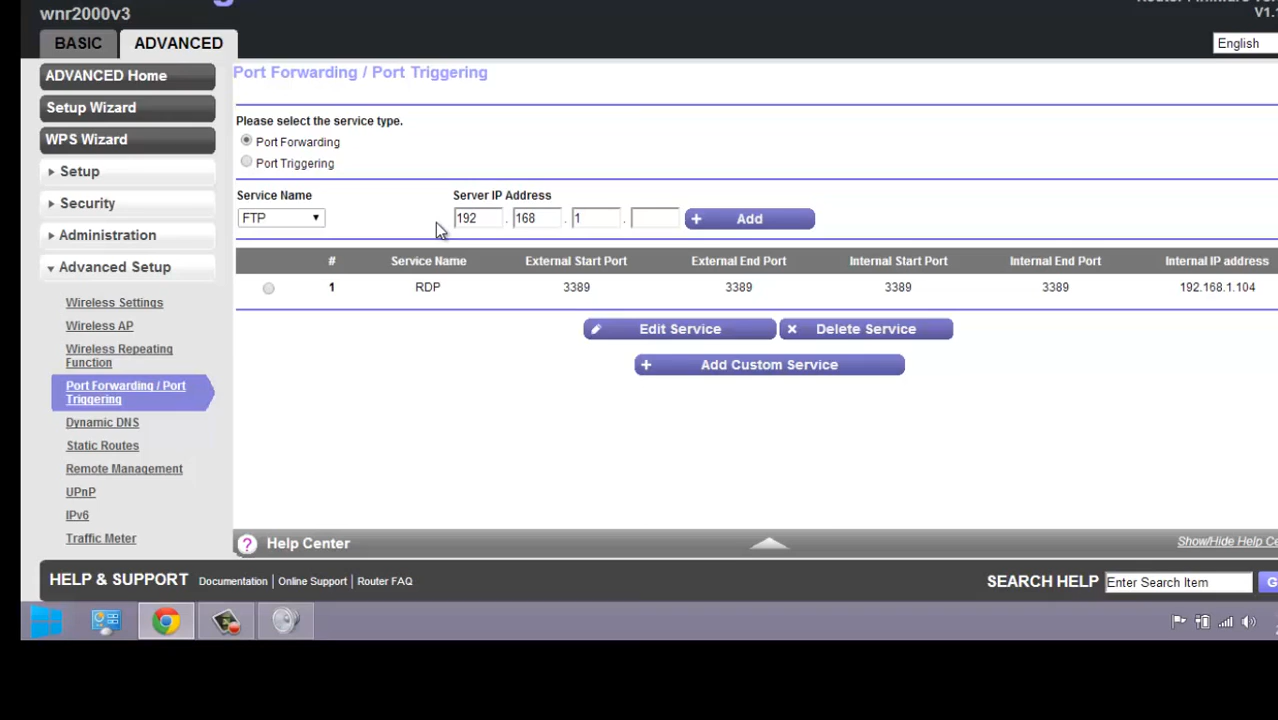 wnr2000v3
V1.
BASIC
ADVANCED
English
ADVANCED Home
Setup Wizard
WPS Wizard
Setup
Security
Administration
Advanced Setup
Wireless Settings
Wireless AP
Wireless Repeating
Function
Port Forwarding / Port
Triggering
Dynamic DNS
Static Routes
Remote Management
UPnP
IPv6
Traffic Meter
Port Forwarding / Port Triggering
Please select the service type.
Port Forwarding
Port Triggering
Service Name Server IP Address
FTP 192 . 168 . 1 . + Add
# Service Name External Start Port External End Port Internal Start Port Internal End Port Internal IP address
1 RDP 3389 3389 3389 3389 192.168.1.104
Edit Service × Delete Service
+ Add Custom Service
? Help Center
Show/Hide Help Ce
HELP & SUPPORT Documentation | Online Support | Router FAQ
SEARCH HELP Enter Search Item G